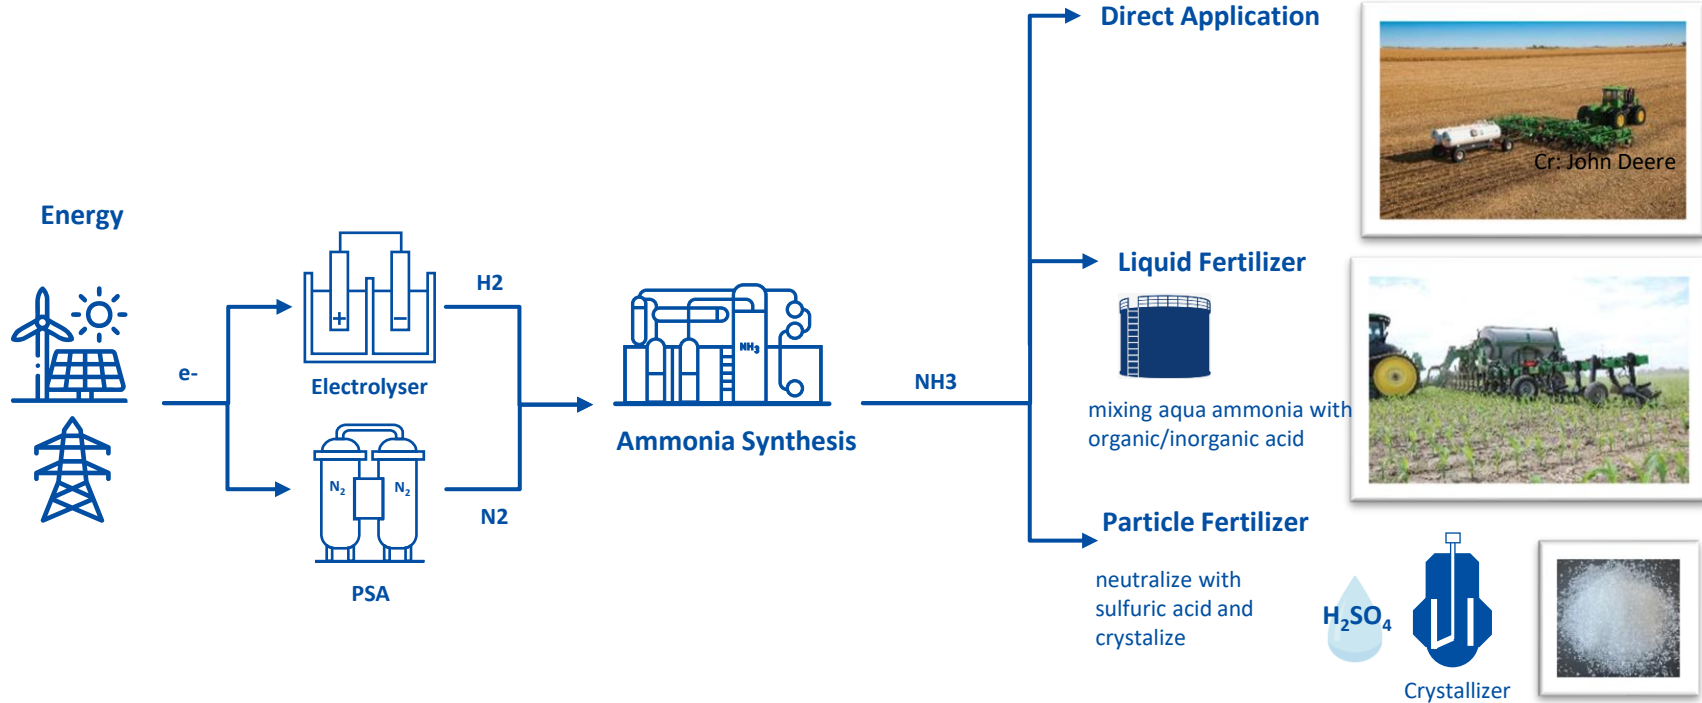 Direct Application
Cr: John Deere
Energy
e-
+
−
Electrolyser
H2
N₂
N₂
PSA
N2
NH₃
Ammonia Synthesis
NH3
Liquid Fertilizer
mixing aqua ammonia with
organic/inorganic acid
Particle Fertilizer
neutralize with
sulfuric acid and
crystalize
H₂SO₄
Crystallizer